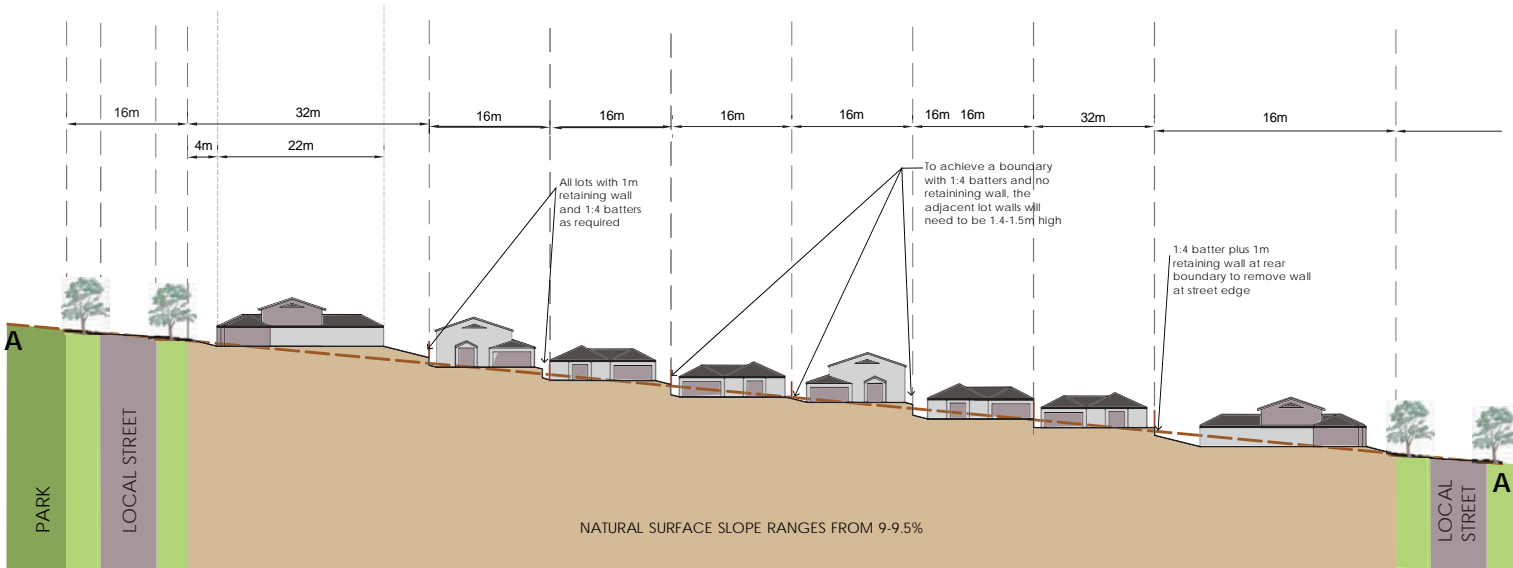 16m
32m
16m
16m
16m
16m
16m 16m
32m
16m
4m
22m
All lots with 1m
retaining wall
and 1:4 batters
as required
To achieve a boundary
with 1:4 batters and no
retainining wall, the
adjacent lot walls will
need to be 1.4-1.5m high
1:4 batter plus 1m
retaining wall at rear
boundary to remove wall
at street edge
A
A
PARK
LOCAL STREET
NATURAL SURFACE SLOPE RANGES FROM 9-9.5%
LOCAL
STREET